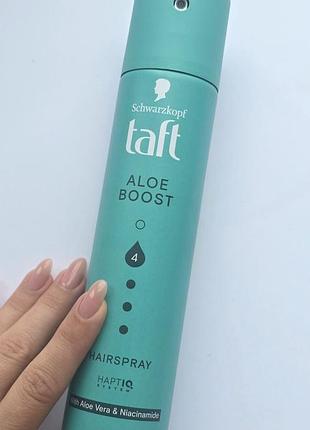 Schwarzkopf
taft
ALOE
BOOST
4
HAIRSPRAY
HAPTIQ
SYSTEM
with Aloe Vera & Niacinamide